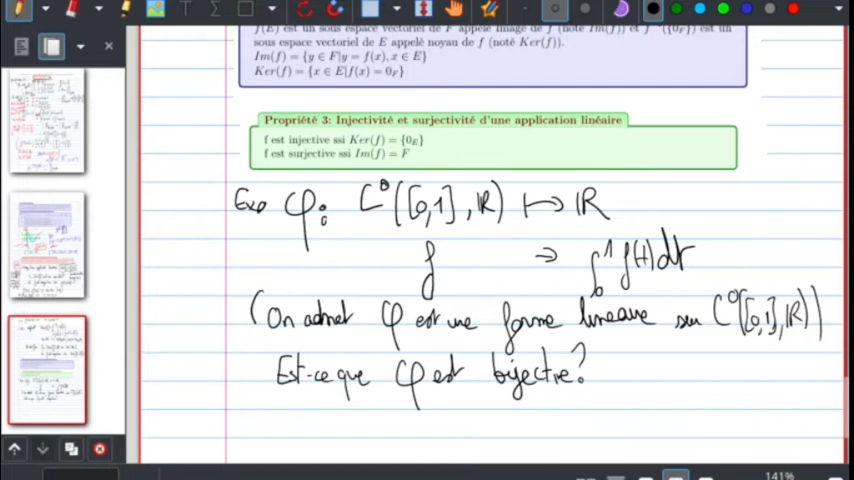 f(E) est un sous espace vectoriel de F appelé Image de f (noté Im(f) et f ({0_F}) est un
sous espace vectoriel de E appelé noyau de f (noté Ker(f)).
Im(f) = {y ∈ F|y = f(x), x ∈ E}
Ker(f) = {x ∈ E|f(x) = 0_F}
Propriété 3: Injectivité et surjectivité d'une application linéaire
f est injective ssi Ker(f) = {0_E}
f est surjective ssi Im(f) = F
Exo φ: C⁰([0,1], ℝ) ↦ ℝ
f → ∫₀¹ f(t)dt
(On admet φ est une forme linéaire sur C⁰([0,1], ℝ))
Est-ce que φ est bijective?
141%